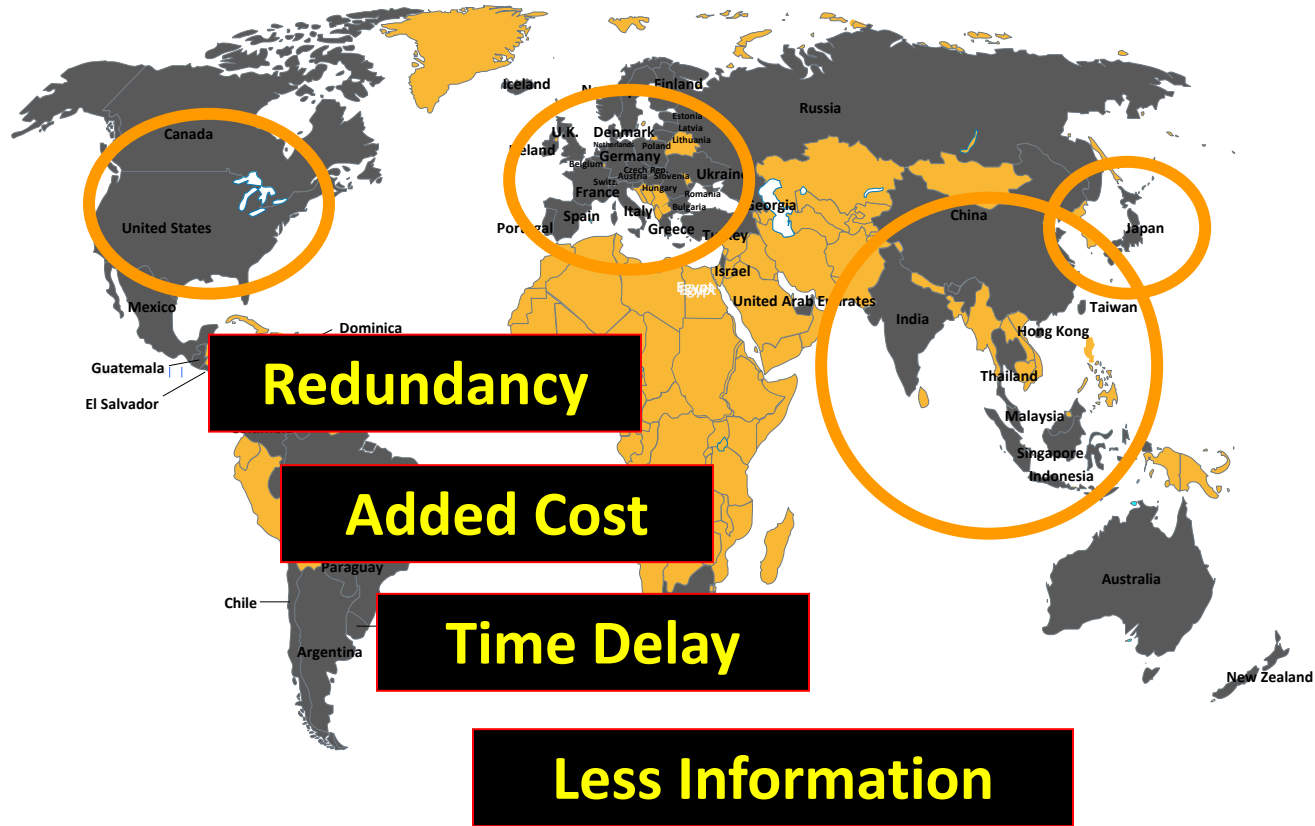 Iceland
Finland
Russia
Estonia
Latvia
Lithuania
Canada
U.K.
Denmark
Netherlands
Poland
Germany
Belgium
Czech Rep.
Ukraine
Switz.
Austria
Slovenia
France
Hungary
Romania
Georgia
Bulgaria
Italy
Spain
China
United States
Portugal
Greece
Turkey
Japan
Israel
Egypt
Egypt
United Arab Emirates
Mexico
Taiwan
India
Dominica
Hong Kong
Guatemala
Thailand
El Salvador
Redundancy
Malaysia
Singapore
Indonesia
Added Cost
Paraguay
Australia
Chile
Time Delay
Argentina
New Zealand
Less Information